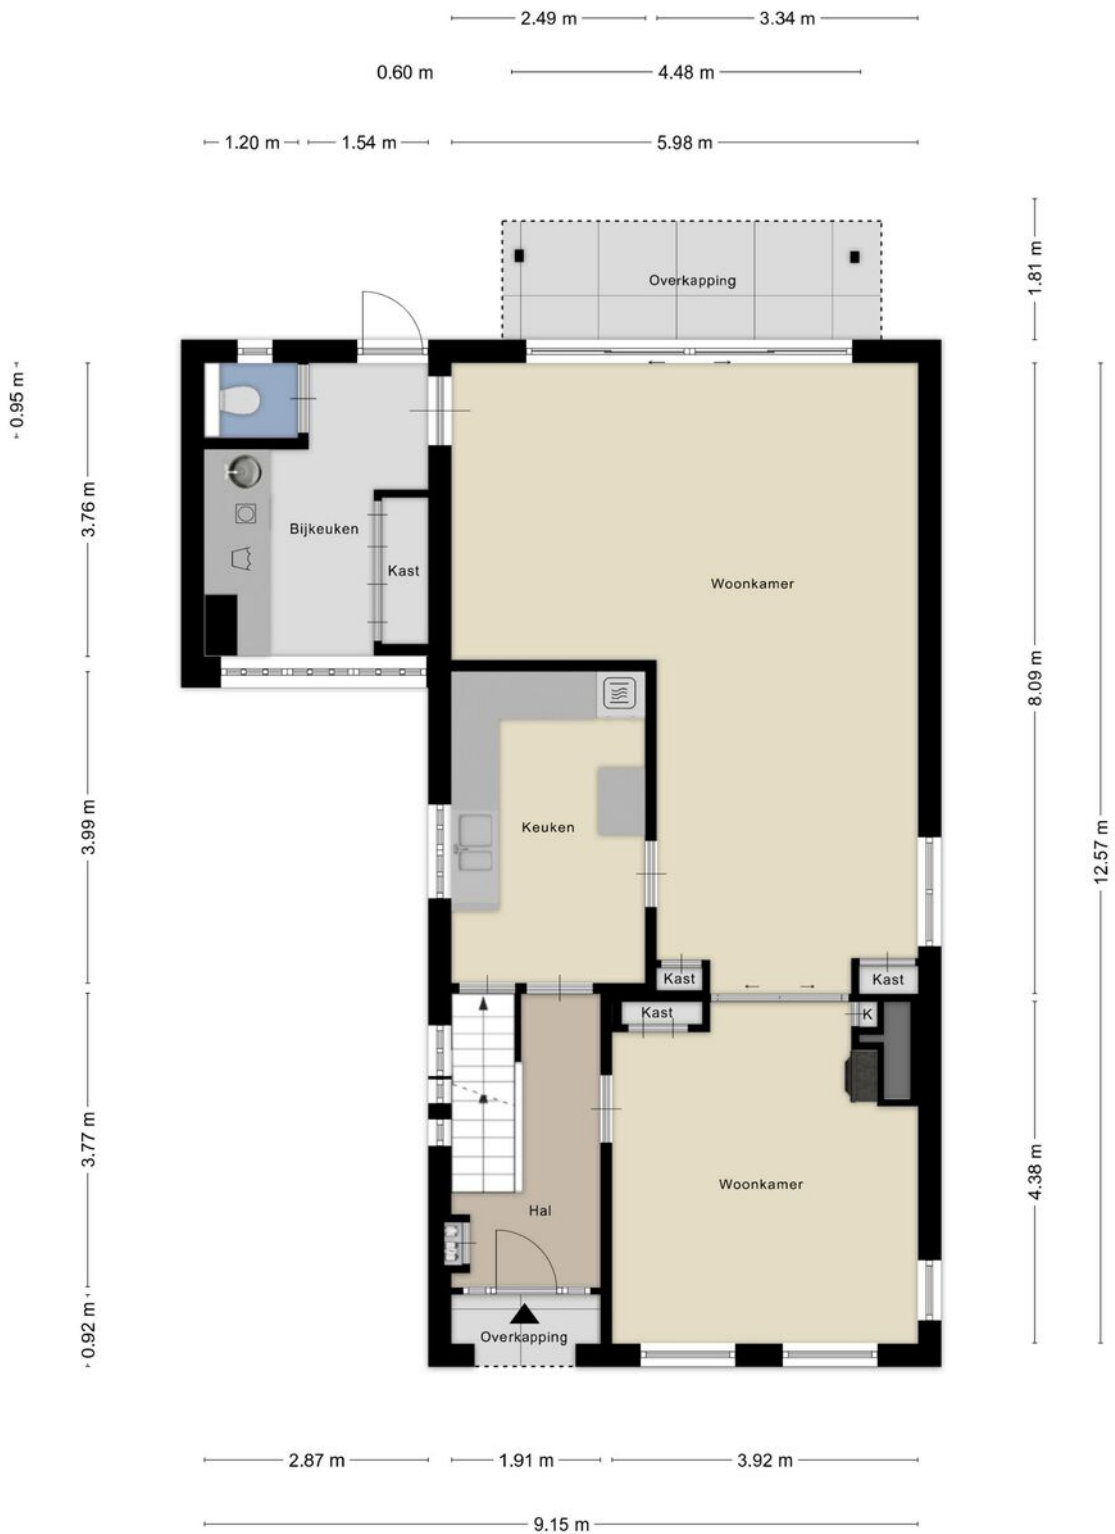 2.49 m
3.34 m
0.60 m
4.48 m
1.20 m
1.54 m
5.98 m
1.81 m
Overkapping
0.95 m
3.76 m
Bijkeuken
Kast
Woonkamer
8.09 m
3.99 m
Keuken
12.57 m
Kast
Kast
Kast
K
3.77 m
4.38 m
Woonkamer
Hal
0.92 m
Overkapping
2.87 m
1.91 m
3.92 m
9.15 m